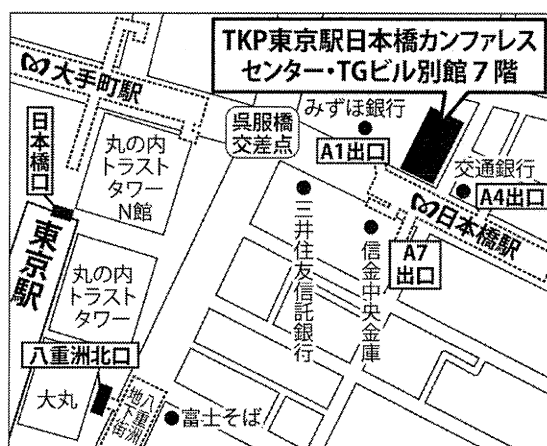 TKP東京駅日本橋カンファレス
センター・TGビル別館7階
大手町駅
みずほ銀行
呉服橋
交差点
A1出口
交通銀行
A4出口
日本橋駅
日本橋口
丸の内
トラスト
タワー
N館
東京駅
三井住友信託銀行
信金中央金庫
A7
出口
丸の内
トラスト
タワー
八重洲北口
大丸
八重洲
地下街
富士そば